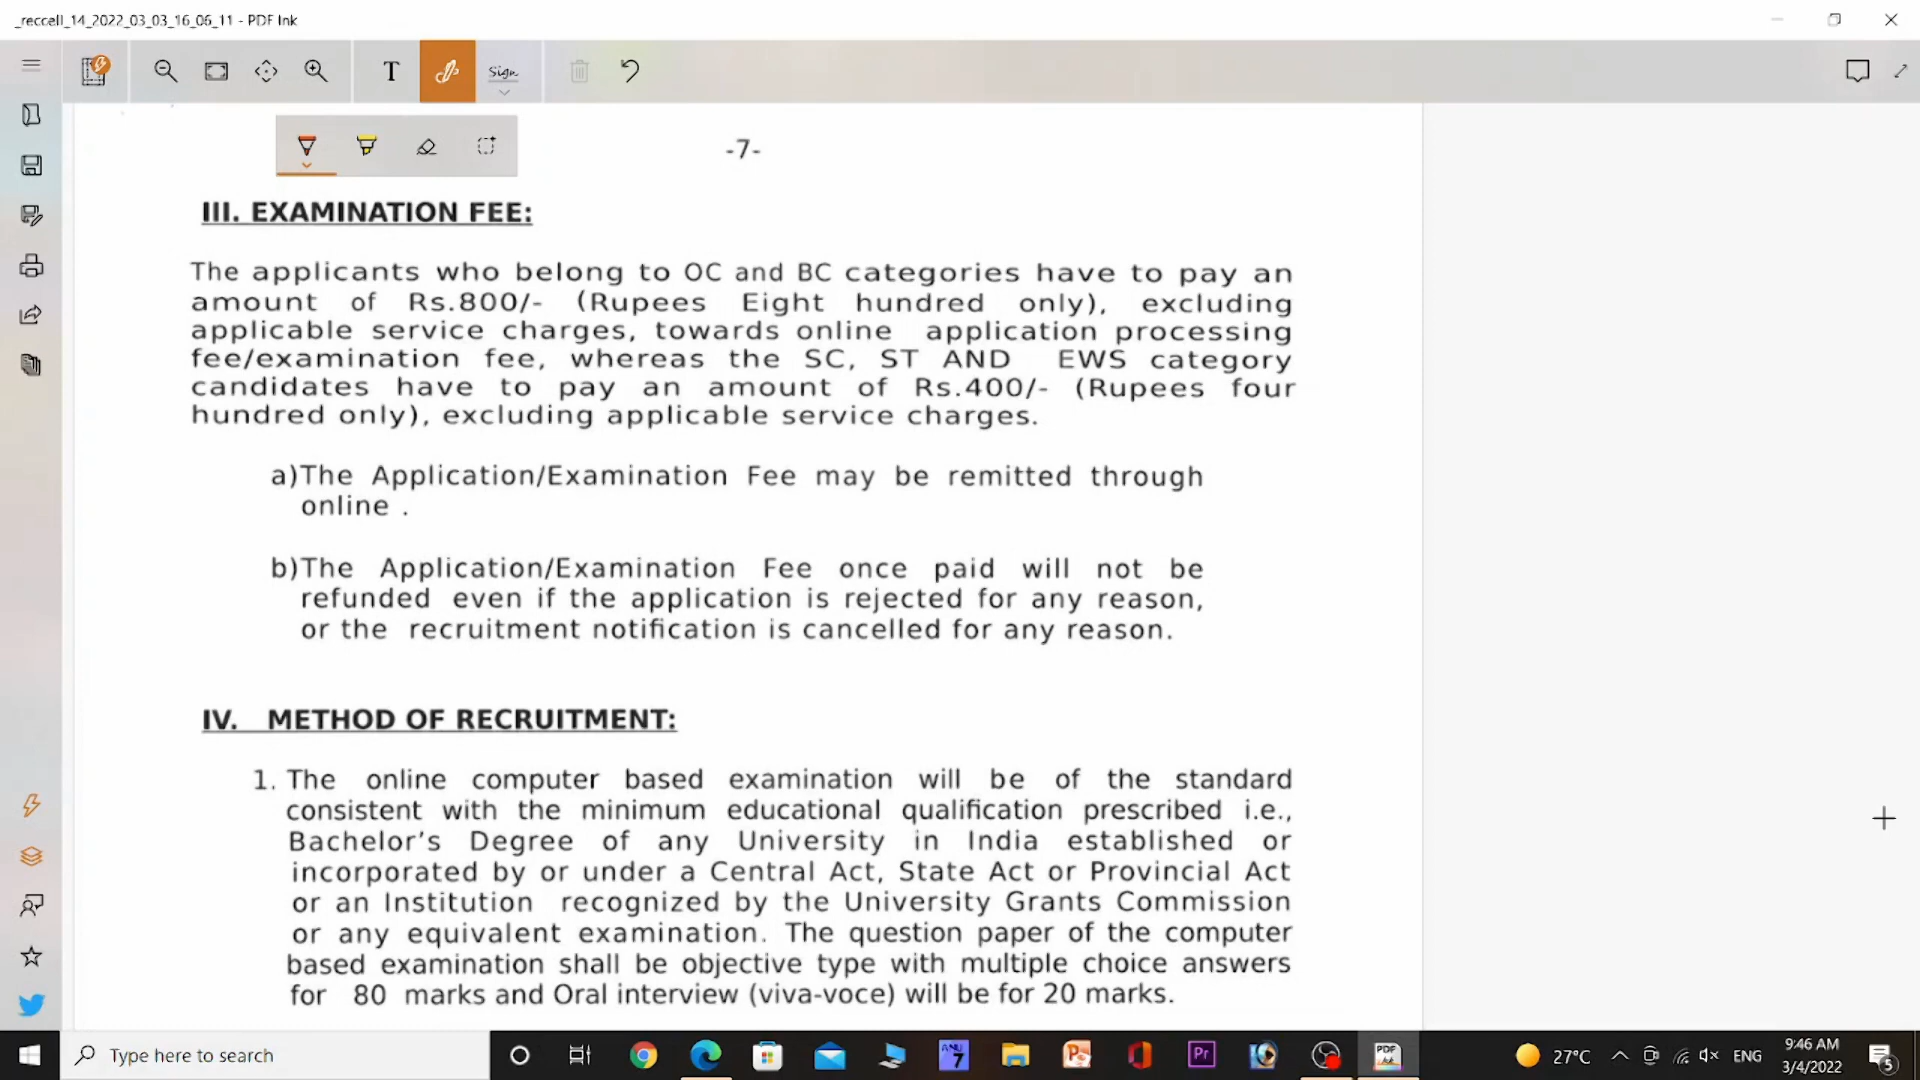 _reccell_14_2022_03_03_16_06_11 - PDF Ink
T
Sign
-7-
III. EXAMINATION FEE:
The applicants who belong to OC and BC categories have to pay an
amount of Rs.800/- (Rupees Eight hundred only), excluding
applicable service charges, towards online application processing
fee/examination fee, whereas the SC, ST AND EWS category
candidates have to pay an amount of Rs.400/- (Rupees four
hundred only), excluding applicable service charges.
a)The Application/Examination Fee may be remitted through
online .
b)The Application/Examination Fee once paid will not be
refunded even if the application is rejected for any reason,
or the recruitment notification is cancelled for any reason.
IV. METHOD OF RECRUITMENT:
1. The online computer based examination will be of the standard
consistent with the minimum educational qualification prescribed i.e.,
Bachelor’s Degree of any University in India established or
incorporated by or under a Central Act, State Act or Provincial Act
or an Institution recognized by the University Grants Commission
or any equivalent examination. The question paper of the computer
based examination shall be objective type with multiple choice answers
for 80 marks and Oral interview (viva-voce) will be for 20 marks.
Type here to search
ANU
7
Pr
PDF
27°C
ENG
9:46 AM
3/4/2022
5